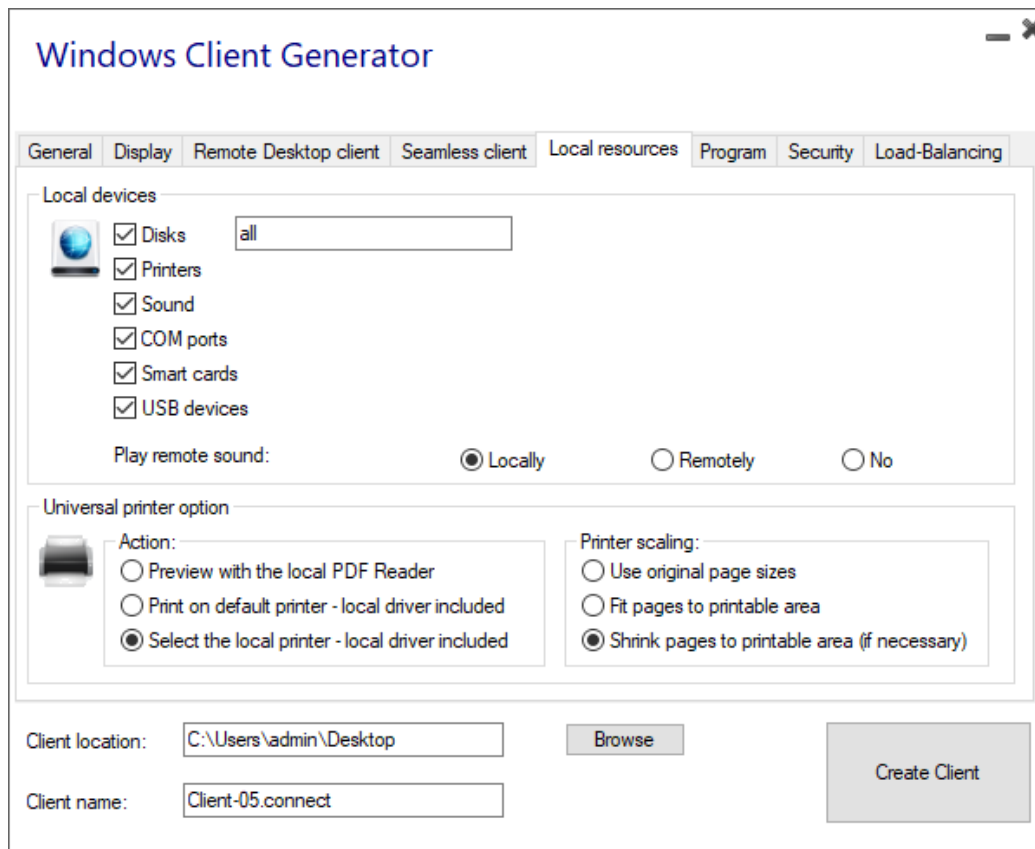 Windows Client Generator
General Display Remote Desktop client Seamless client Local resources Program Security Load-Balancing
Local devices
Disks all
Printers
Sound
COM ports
Smart cards
USB devices
Play remote sound: Locally Remotely No
Universal printer option
Action:
Preview with the local PDF Reader
Print on default printer - local driver included
Select the local printer - local driver included
Printer scaling:
Use original page sizes
Fit pages to printable area
Shrink pages to printable area (if necessary)
Client location: C:\Users\admin\Desktop Browse
Create Client
Client name: Client-05.connect